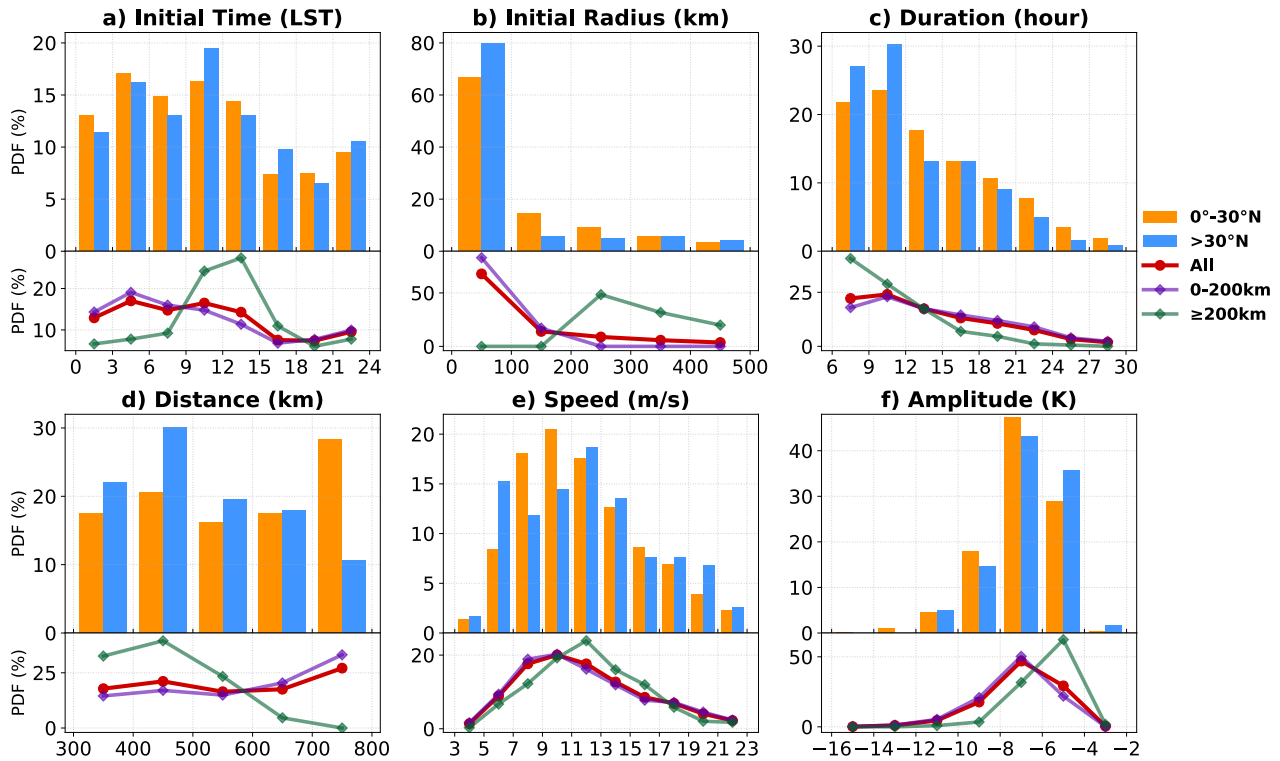 a) Initial Time (LST)
b) Initial Radius (km)
c) Duration (hour)
PDF (%)
20
15
10
5
0
80
60
40
20
0
30
20
10
0
0°-30°N
>30°N
All
0-200km
≥200km
20
10
50
0
25
0
0 3 6 9 12 15 18 21 24
0 100 200 300 400 500
6 9 12 15 18 21 24 27 30
d) Distance (km)
e) Speed (m/s)
f) Amplitude (K)
PDF (%)
30
20
10
0
20
15
10
5
0
40
30
20
10
0
25
0
20
0
50
0
300 400 500 600 700 800
3 5 7 9 11 13 15 17 19 21 23
−16 −14 −12 −10 −8 −6 −4 −2